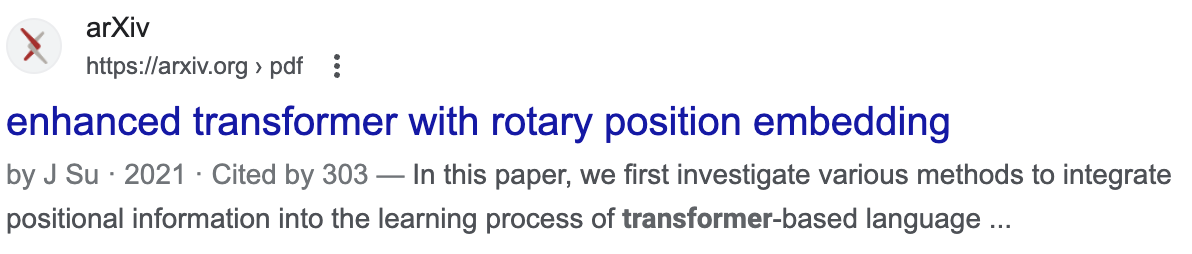 arXiv
https://arxiv.org › pdf
enhanced transformer with rotary position embedding
by J Su · 2021 · Cited by 303 — In this paper, we first investigate various methods to integrate
positional information into the learning process of transformer-based language ...